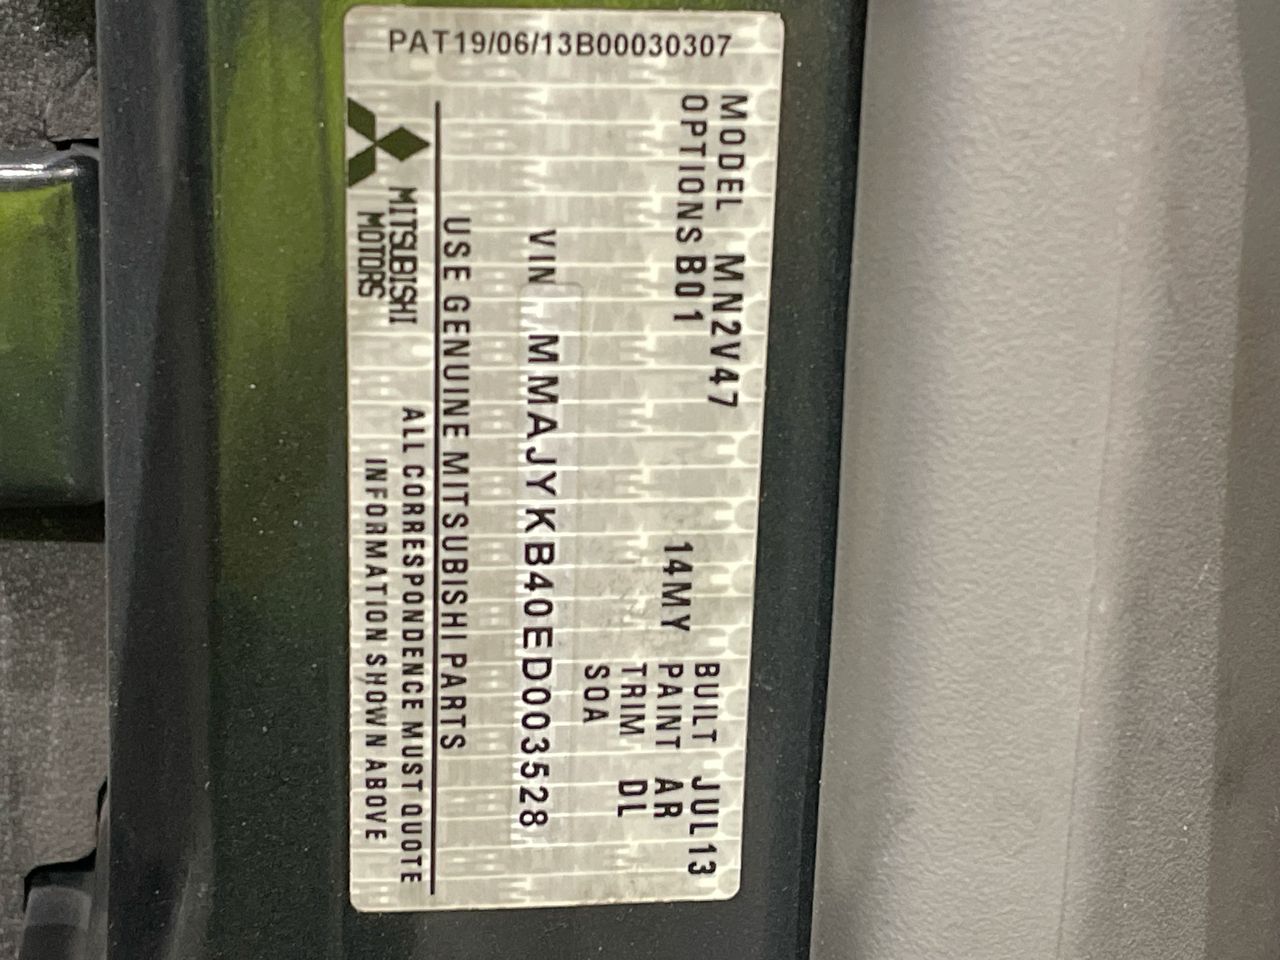 PAT19/06/13B00030307
MODEL MN2V47
OPTIONS B01
14MY
BUILT JUL13
PAINT AR
TRIM DL
SOA
VIN MMAJYKB40ED003528
USE GENUINE MITSUBISHI PARTS
MITSUBISHI
MOTORS
ALL CORRESPONDENCE MUST QUOTE
INFORMATION SHOWN ABOVE